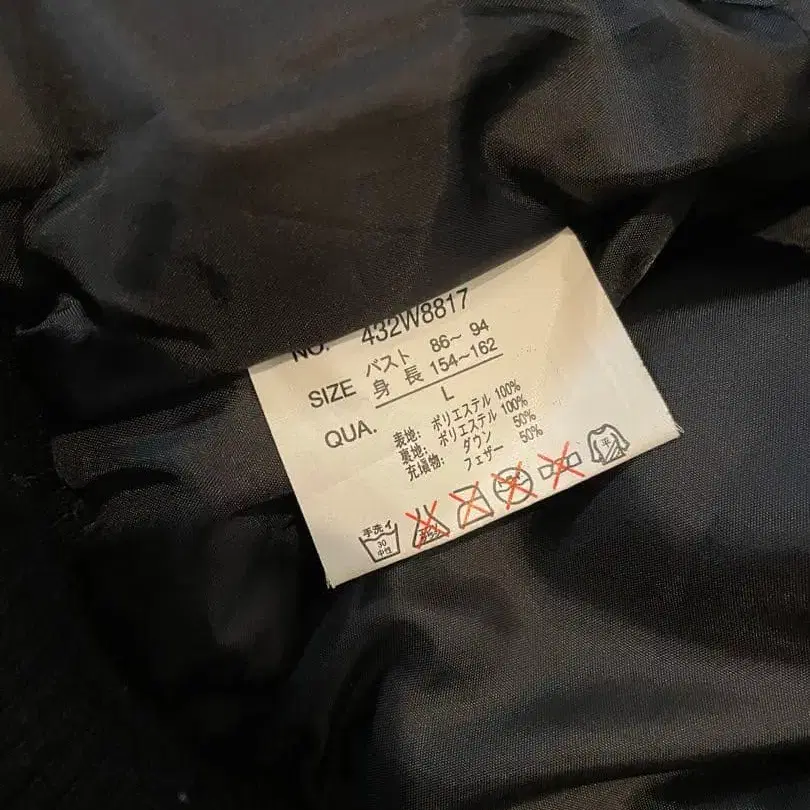 NO. 432W8817
SIZE バスト 86～ 94
身 長 154～162
L
QUA. 表地: ポリエステル 100%
裏地: ポリエステル 100%
充填物: ダウン 50%
フェザー 50%
手洗イ
30
中性
平